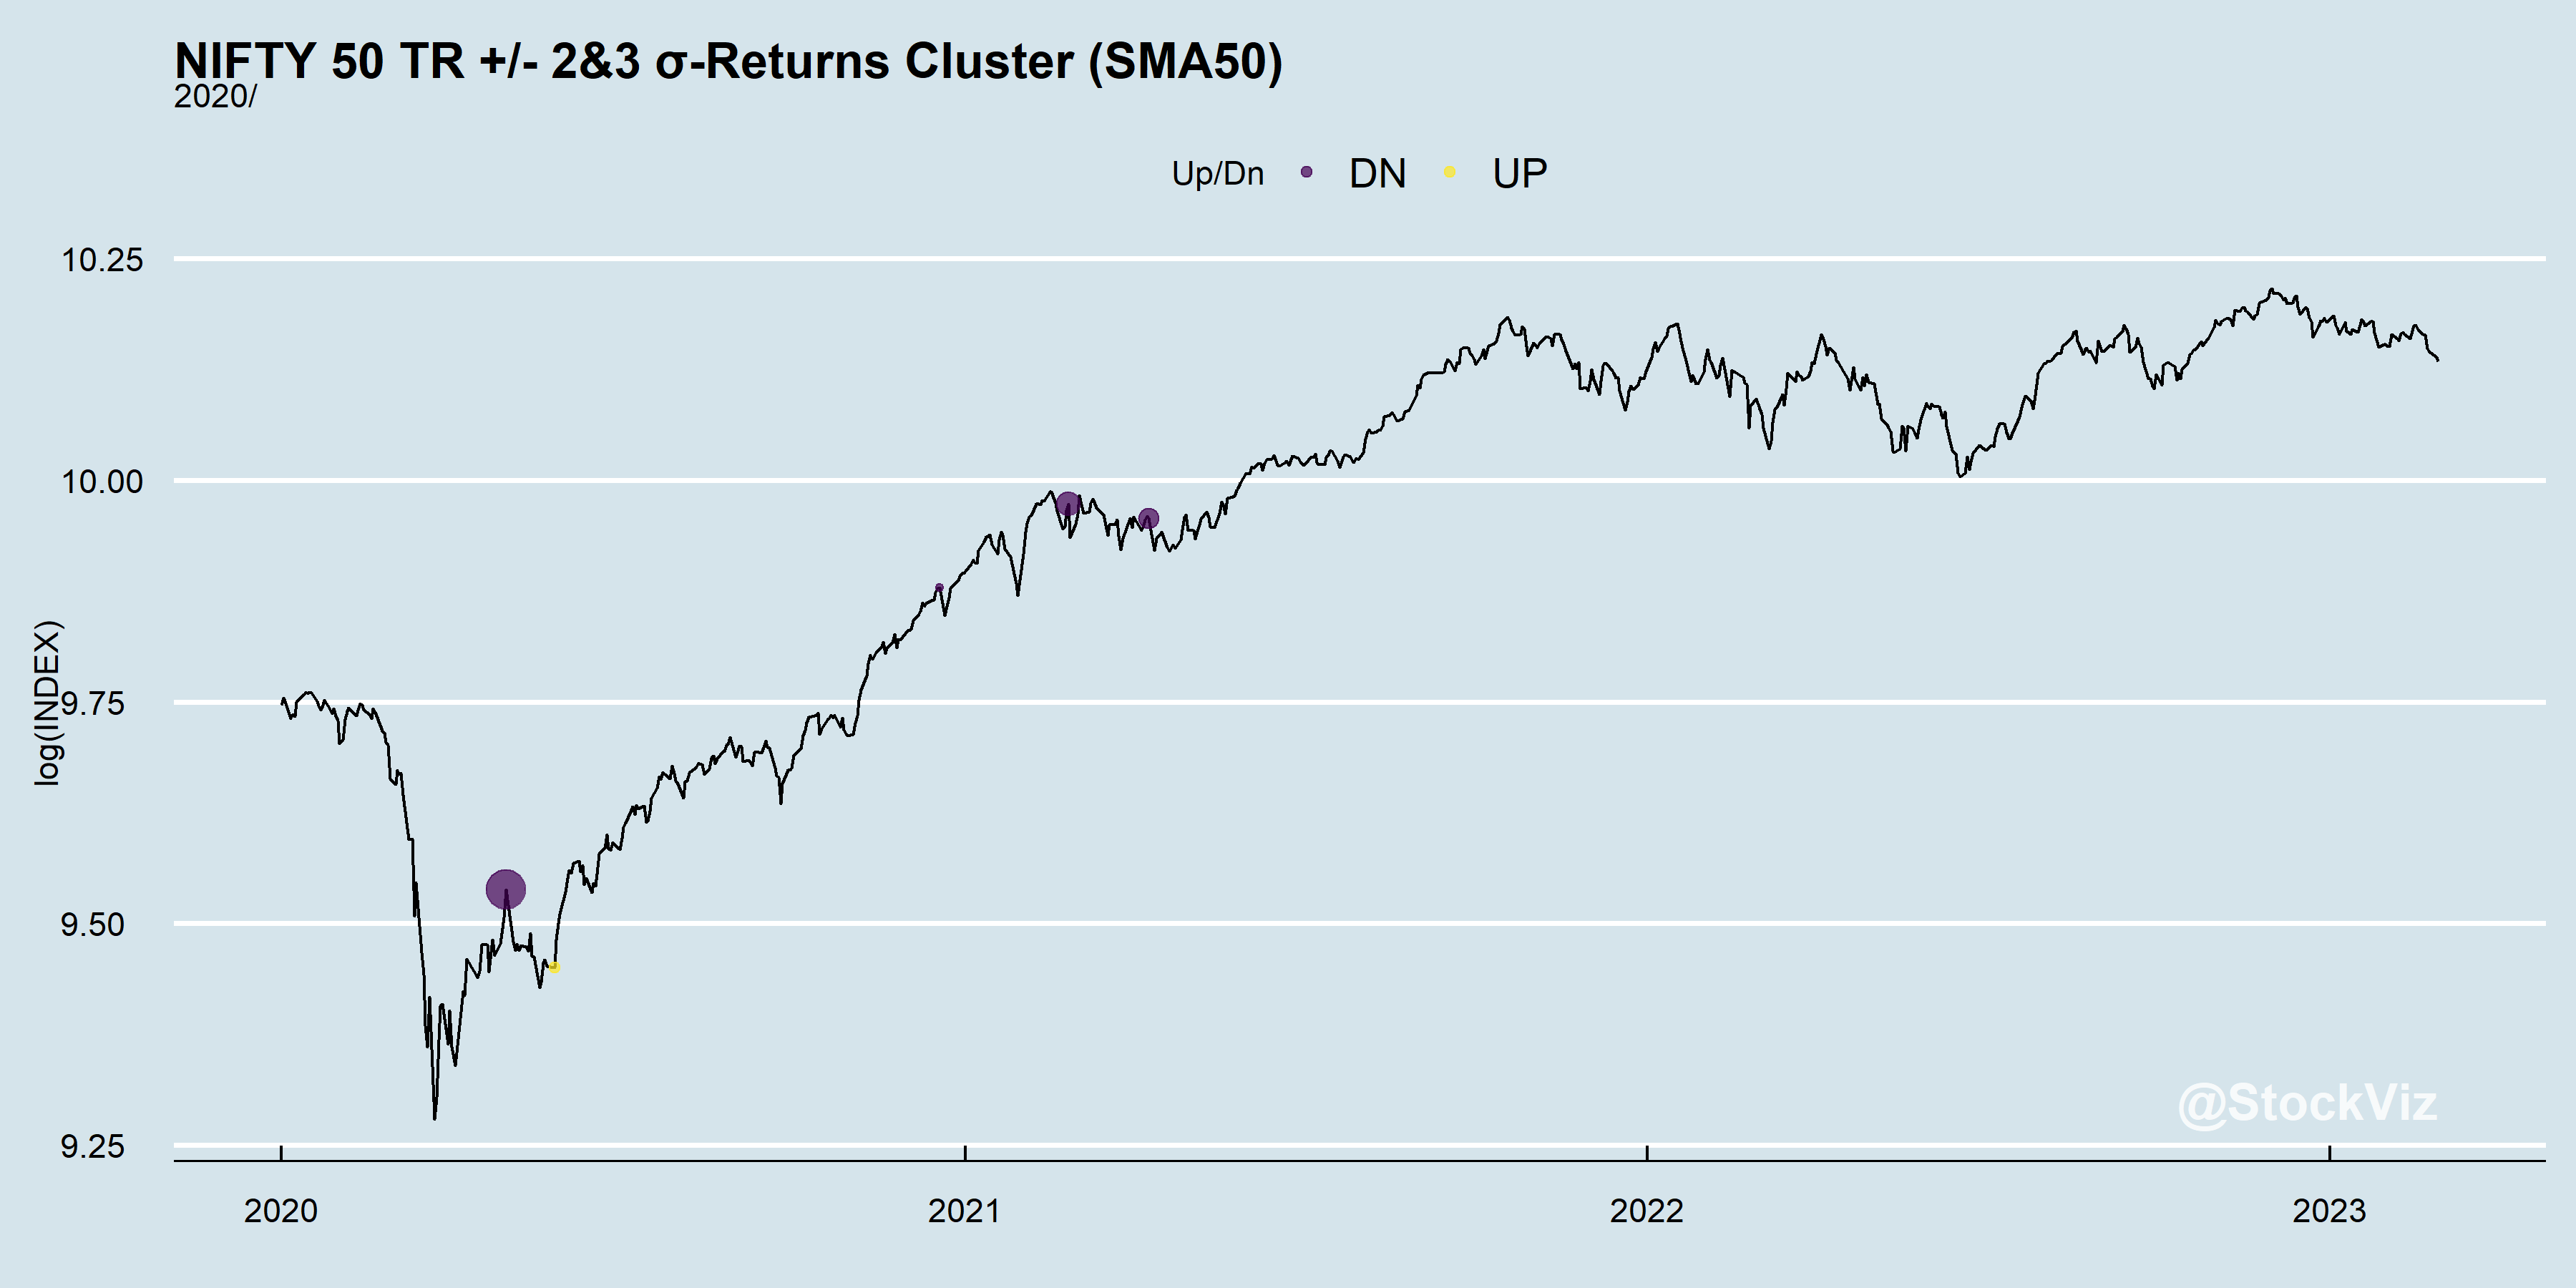 NIFTY 50 TR +/- 2&3 σ-Returns Cluster (SMA50)
2020/
Up/Dn DN UP
10.25
10.00
9.75
9.50
9.25
log(INDEX)
@StockViz
2020 2021 2022 2023